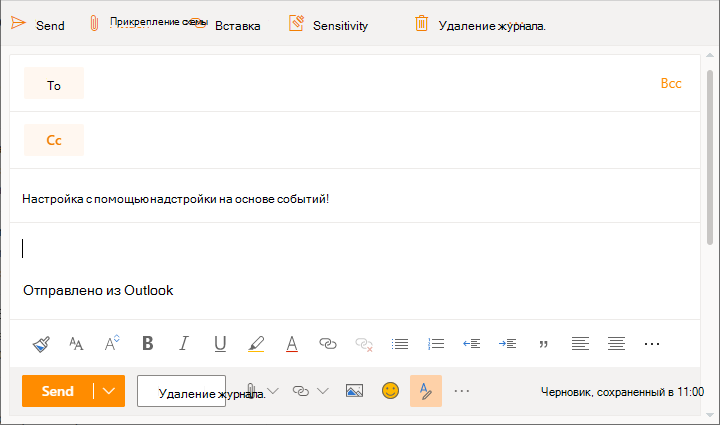 Send Прикрепление схемы Вставка Sensitivity Удаление журнала.
To Bcc
Cc
Настройка с помощью надстройки на основе событий!
Отправлено из Outlook
B I U A
Send Удаление журнала. Черновик, сохраненный в 11:00